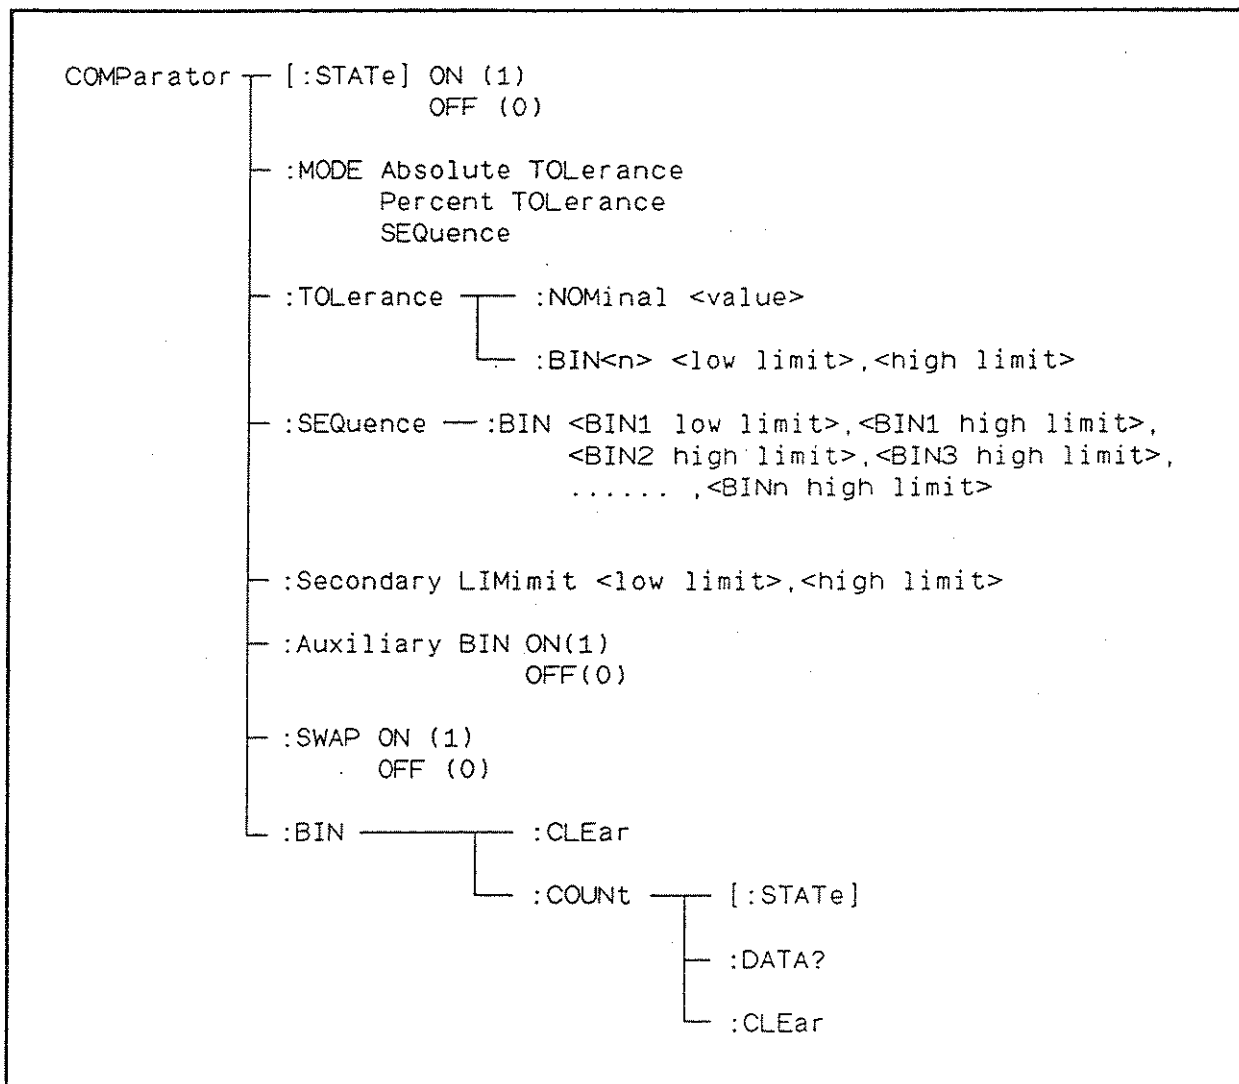 COMParator [:STATe] ON (1)
OFF (0)
:MODE Absolute TOLerance
Percent TOLerance
SEQuence
:TOLerance :NOMinal <value>
:BIN<n> <low limit>,<high limit>
:SEQuence :BIN <BIN1 low limit>,<BIN1 high limit>,
<BIN2 high limit>,<BIN3 high limit>,
...... ,<BINn high limit>
:Secondary LIMimit <low limit>,<high limit>
:Auxiliary BIN ON(1)
OFF(0)
:SWAP ON (1)
OFF (0)
:BIN :CLEar
:COUNt [:STATe]
:DATA?
:CLEar